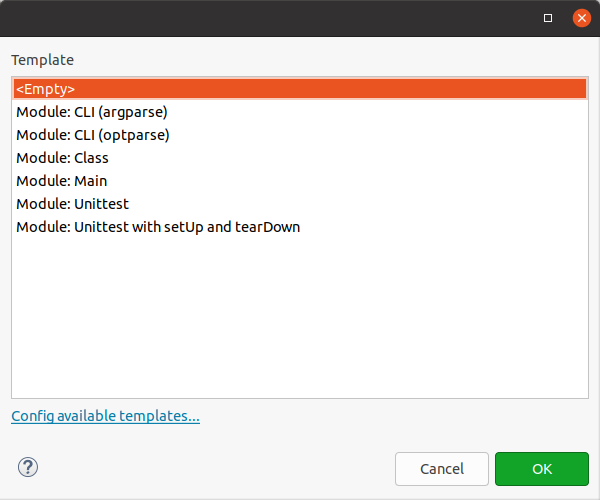 Template
<Empty>
Module: CLI (argparse)
Module: CLI (optparse)
Module: Class
Module: Main
Module: Unittest
Module: Unittest with setUp and tearDown
Config available templates...
?
Cancel
OK